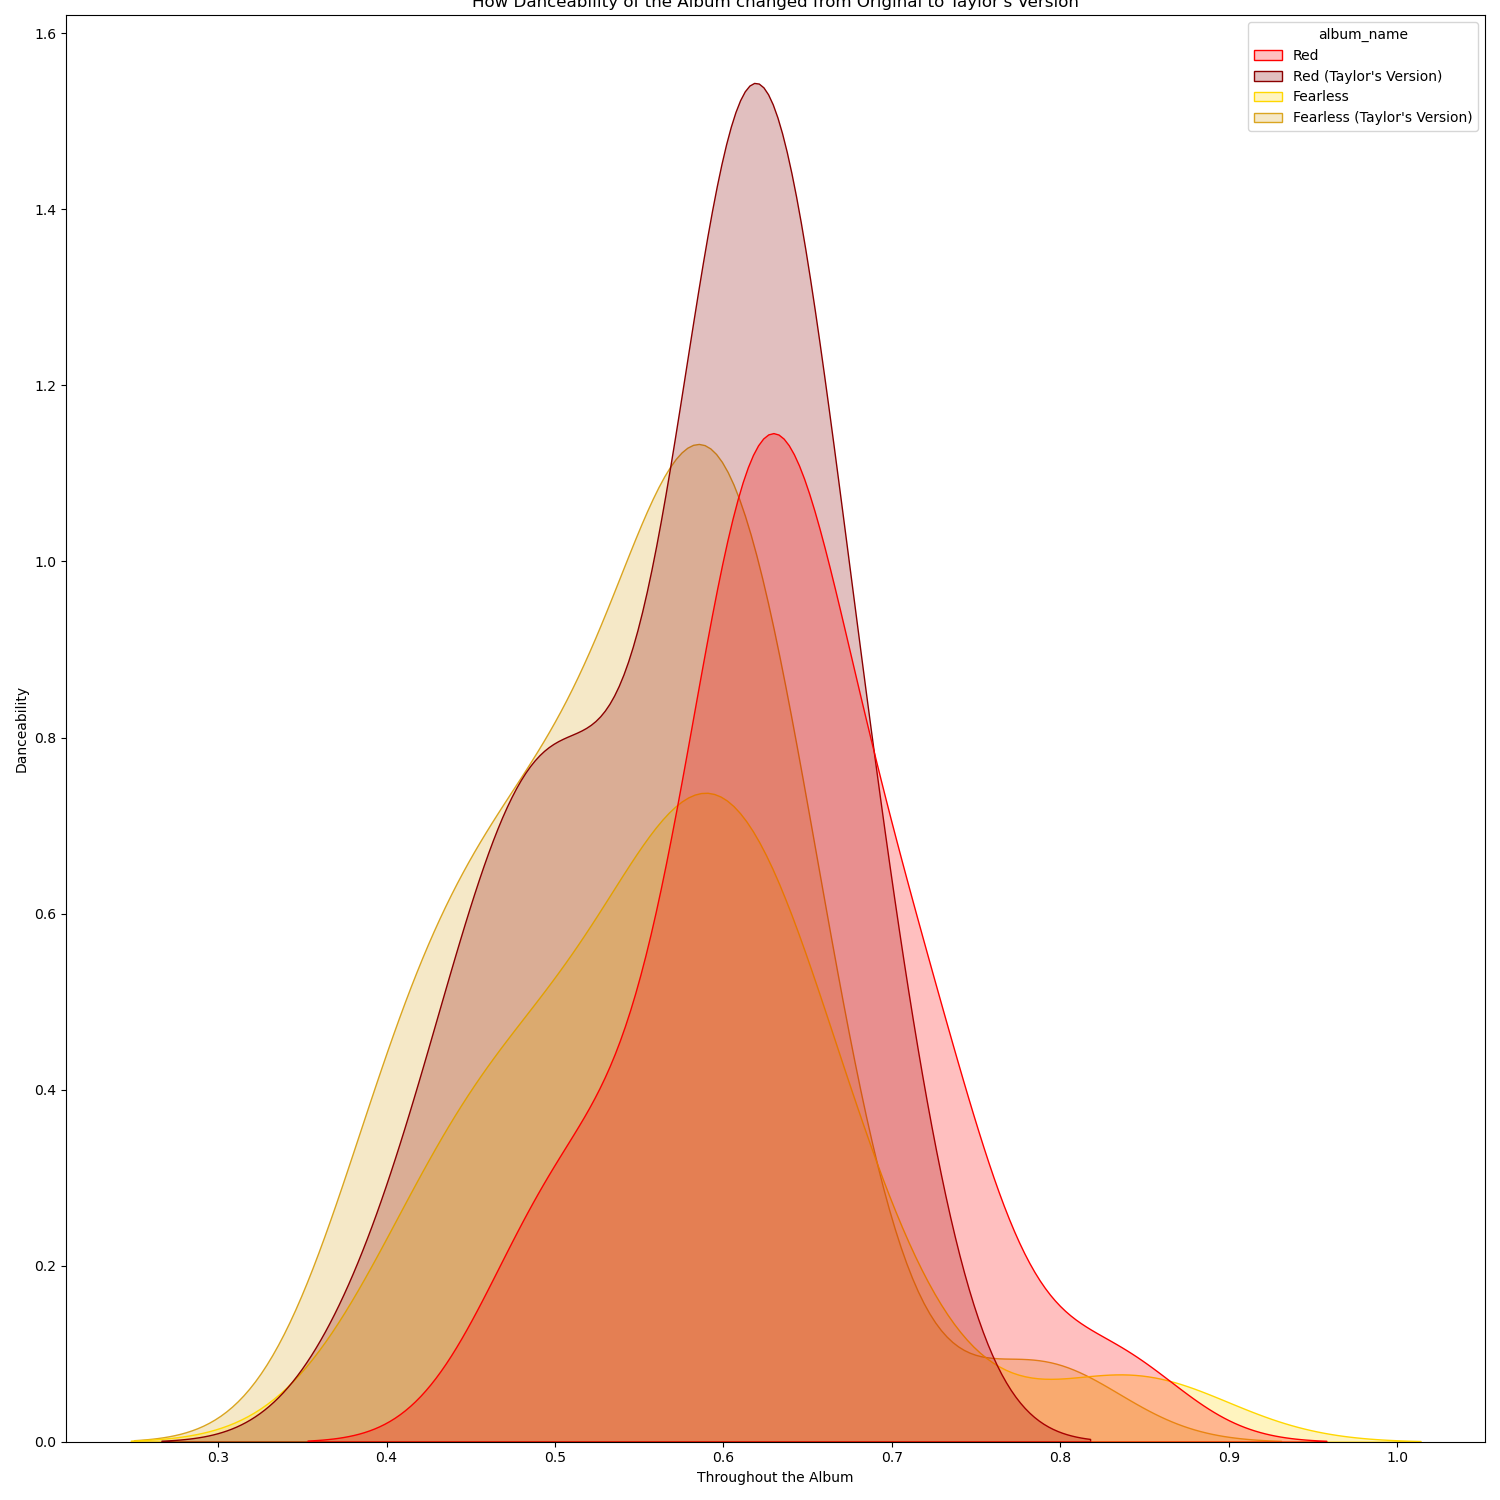 How Danceability of the Album changed from Original to Taylor's Version
album_name
Red
Red (Taylor's Version)
Fearless
Fearless (Taylor's Version)
1.6
1.4
1.2
1.0
0.8
0.6
0.4
0.2
0.0
Danceability
0.3 0.4 0.5 0.6 0.7 0.8 0.9 1.0
Throughout the Album